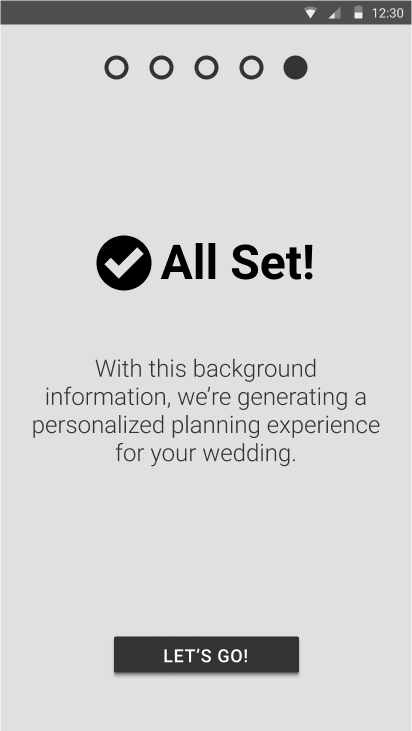 12:30
All Set!
With this background
information, we’re generating a
personalized planning experience
for your wedding.
LET’S GO!